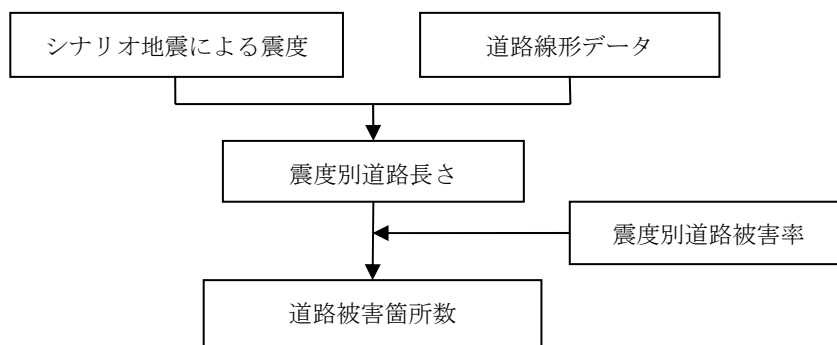 シナリオ地震による震度
道路線形データ
震度別道路長さ
震度別道路被害率
道路被害箇所数